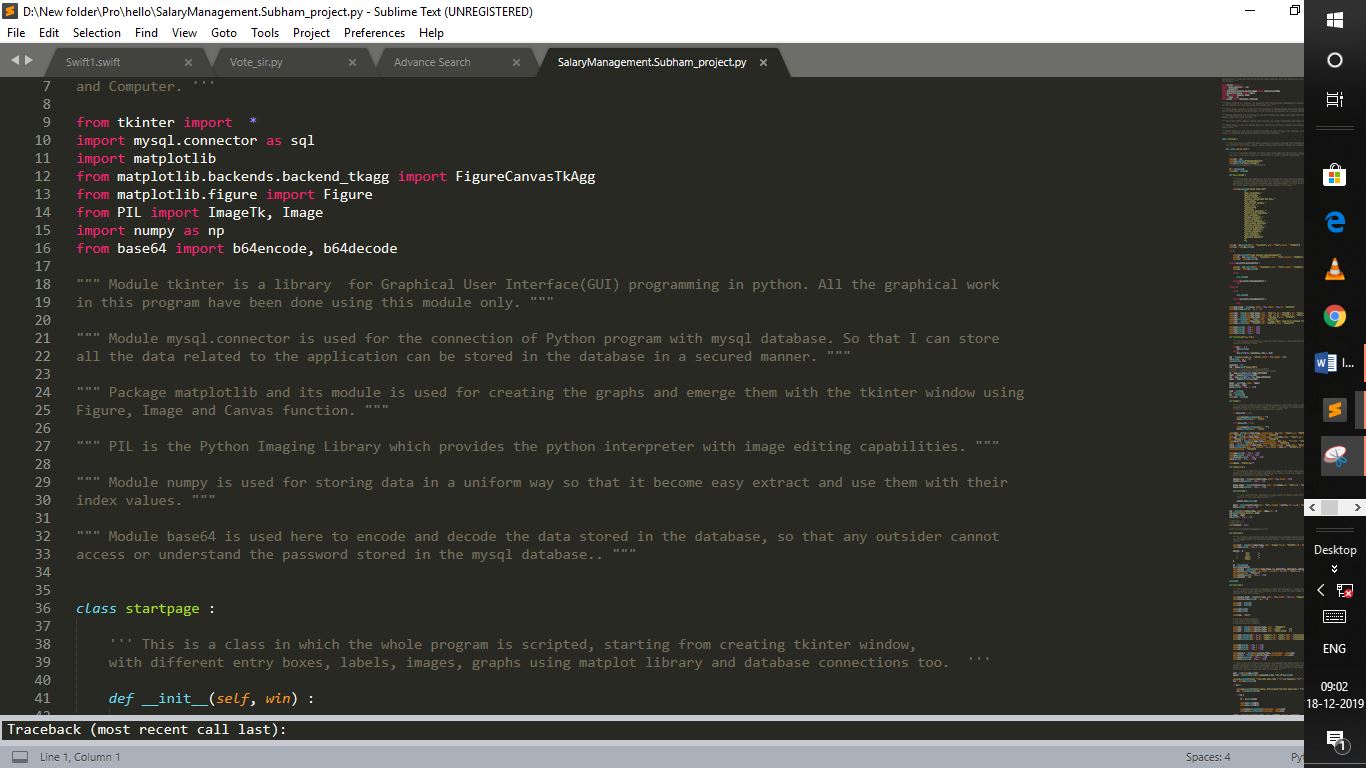 D:\New folder\Pro\hello\SalaryManagement.Subham_project.py - Sublime Text (UNREGISTERED)
File Edit Selection Find View Goto Tools Project Preferences Help
Swift1.swift Vote_sir.py Advance Search SalaryManagement.Subham_project.py
7 and Computer. '''
8
9 from tkinter import  *
10 import mysql.connector as sql
11 import matplotlib
12 from matplotlib.backends.backend_tkagg import FigureCanvasTkAgg
13 from matplotlib.figure import Figure
14 from PIL import ImageTk, Image
15 import numpy as np
16 from base64 import b64encode, b64decode
17
18 """ Module tkinter is a library  for Graphical User Interface(GUI) programming in python. All the graphical work
19 in this program have been done using this module only. """
20
21 """ Module mysql.connector is used for the connection of Python program with mysql database. So that I can store
22 all the data related to the application can be stored in the database in a secured manner. """
23
24 """ Package matplotlib and its module is used for creating the graphs and emerge them with the tkinter window using
25 Figure, Image and Canvas function. """
26
27 """ PIL is the Python Imaging Library which provides the python interpreter with image editing capabilities. """
28
29 """ Module numpy is used for storing data in a uniform way so that it become easy extract and use them with their
30 index values. """
31
32 """ Module base64 is used here to encode and decode the data stored in the database, so that any outsider cannot
33 access or understand the password stored in the mysql database.. """
34
35
36 class startpage :
37
38 ''' This is a class in which the whole program is scripted, starting from creating tkinter window,
39 with different entry boxes, labels, images, graphs using matplot library and database connections too.  '''
40
41 def __init__(self, win) :
Traceback (most recent call last):
Line 1, Column 1 Spaces: 4 Py
I...
Desktop
ENG
09:02
18-12-2019
1